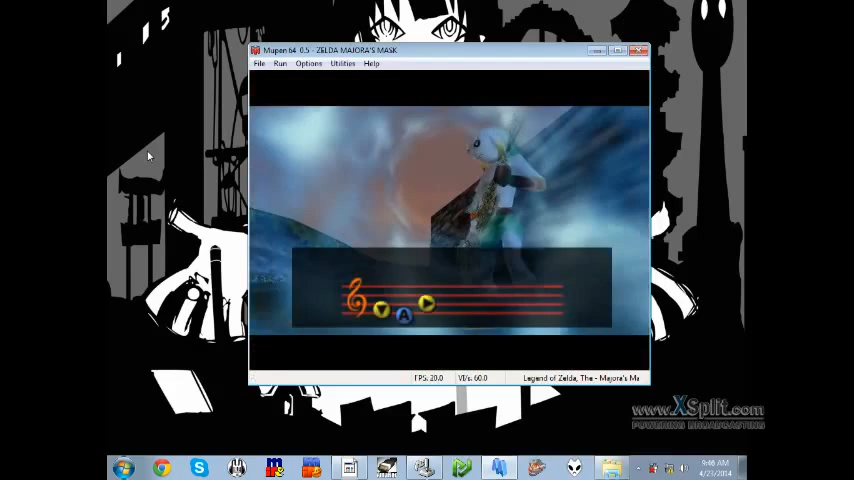 Mupen 64 0.5 - ZELDA MAJORA'S MASK
File Run Options Utilities Help
A
FPS: 20.0 VI/s: 60.0 Legend of Zelda, The - Majora's Ma
www.XSplit.com
POWERING BROADCASTING
9:00 AM
4/23/2014